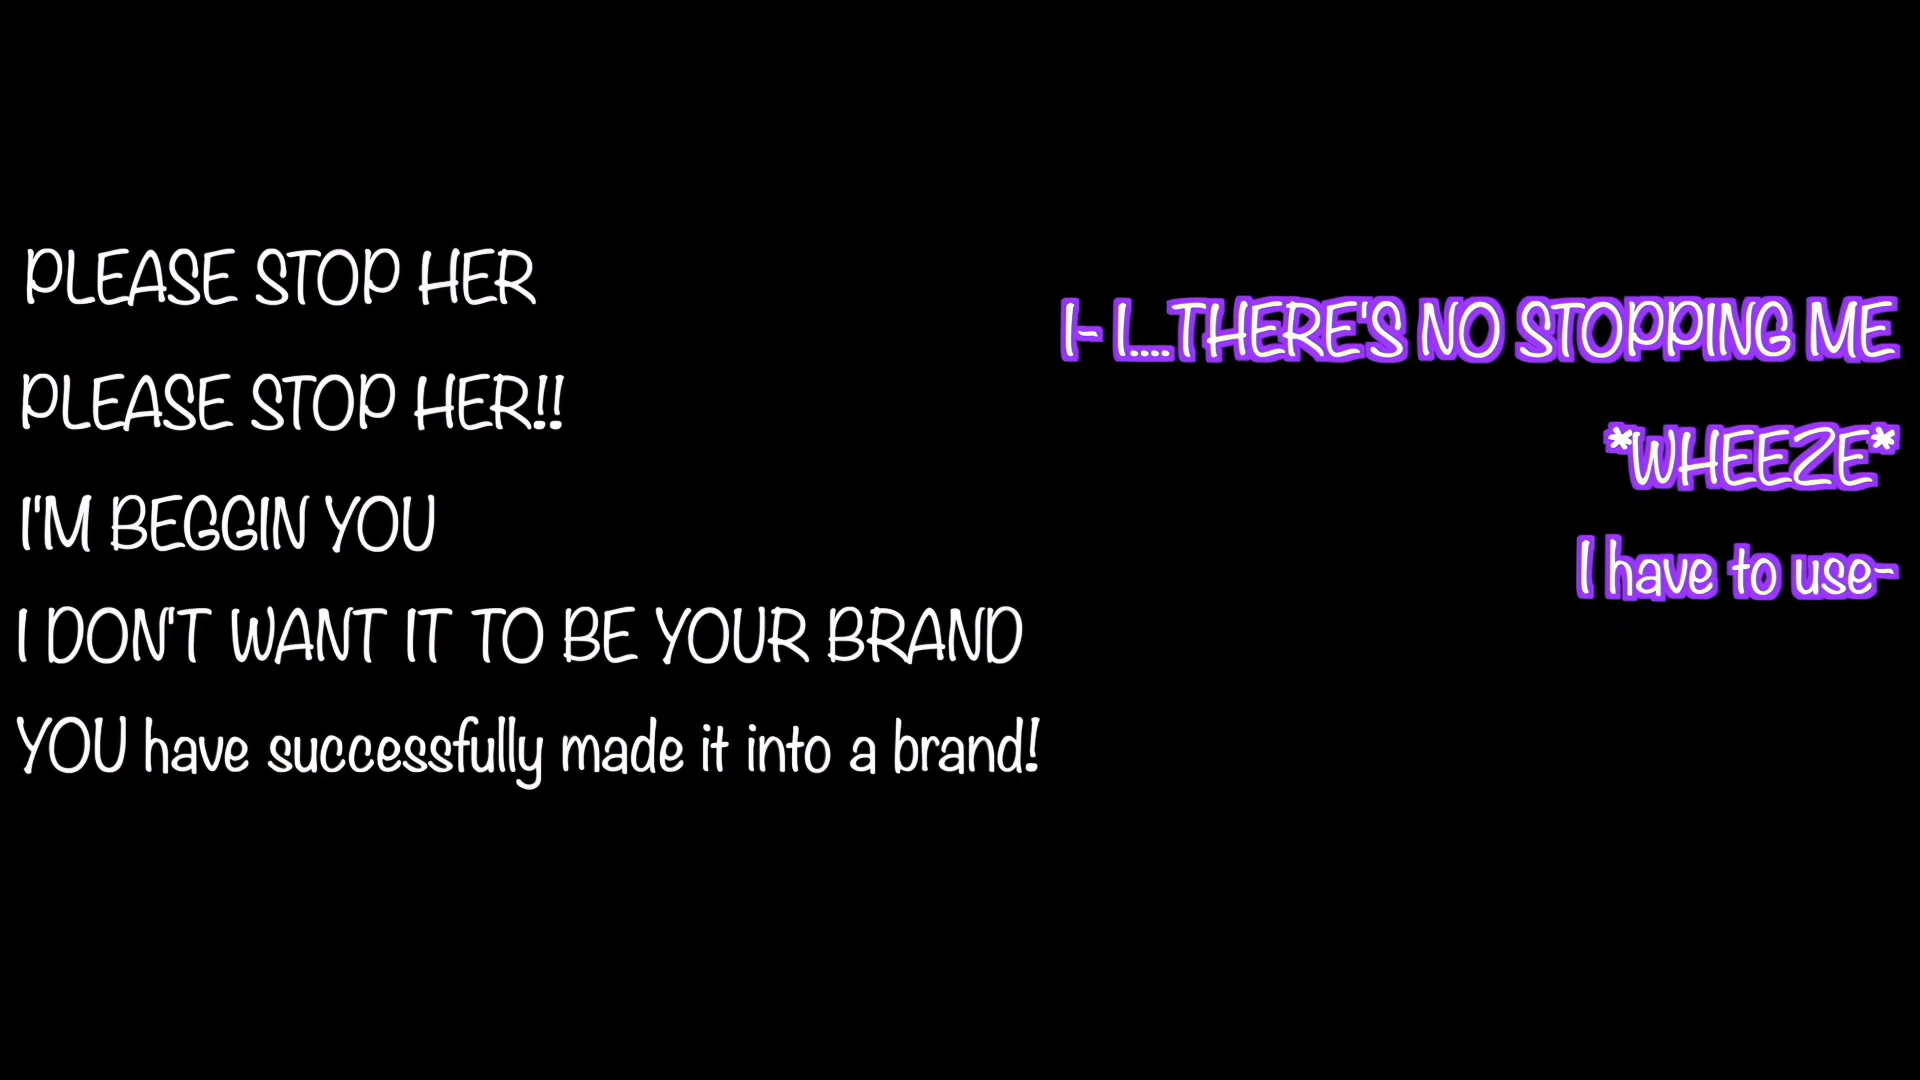 PLEASE STOP HER
I- I....THERE'S NO STOPPING ME
PLEASE STOP HER!!
*WHEEZE*
I'M BEGGIN YOU
I have to use-
I DON'T WANT IT TO BE YOUR BRAND
YOU have successfully made it into a brand!